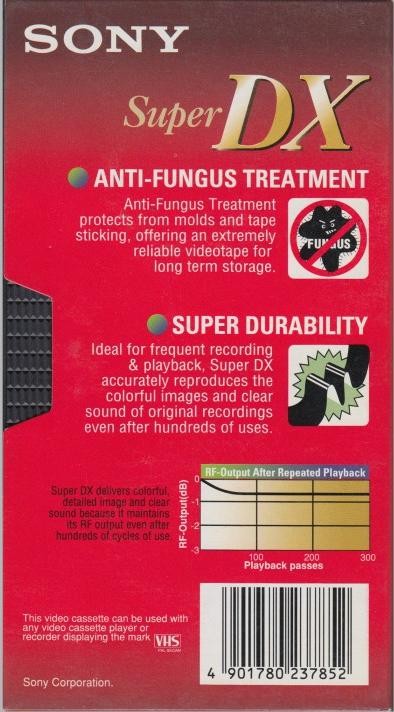 SONY
Super DX
ANTI-FUNGUS TREATMENT
Anti-Fungus Treatment
protects from molds and tape
sticking, offering an extremely
reliable videotape for
long term storage.
FUNGUS
SUPER DURABILITY
Ideal for frequent recording
& playback, Super DX
accurately reproduces the
colorful images and clear
sound of original recordings
even after hundreds of uses.
RF-Output After Repeated Playback
Super DX delivers colorful,
detailed image and clear
sound because it maintains
its RF output even after
hundreds of cycles of use.
RF-Output(dB)
0
-1
-2
-3
100 200 300
Playback passes
This video cassette can be used with
any video cassette player or
recorder displaying the mark VHS
PAL SECAM
Sony Corporation.
4 901780 237852